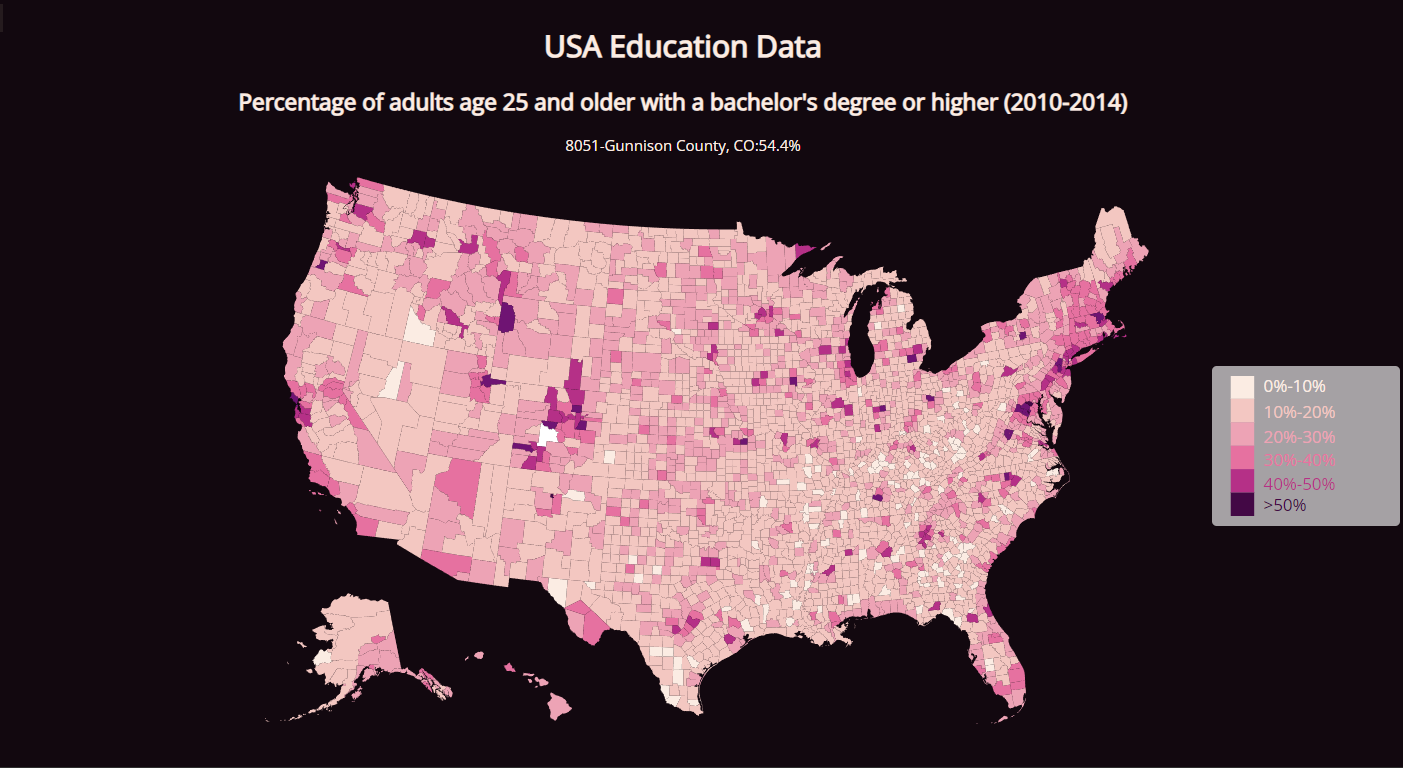 USA Education Data
Percentage of adults age 25 and older with a bachelor's degree or higher (2010-2014)
8051-Gunnison County, CO:54.4%
0%-10%
10%-20%
20%-30%
30%-40%
40%-50%
>50%